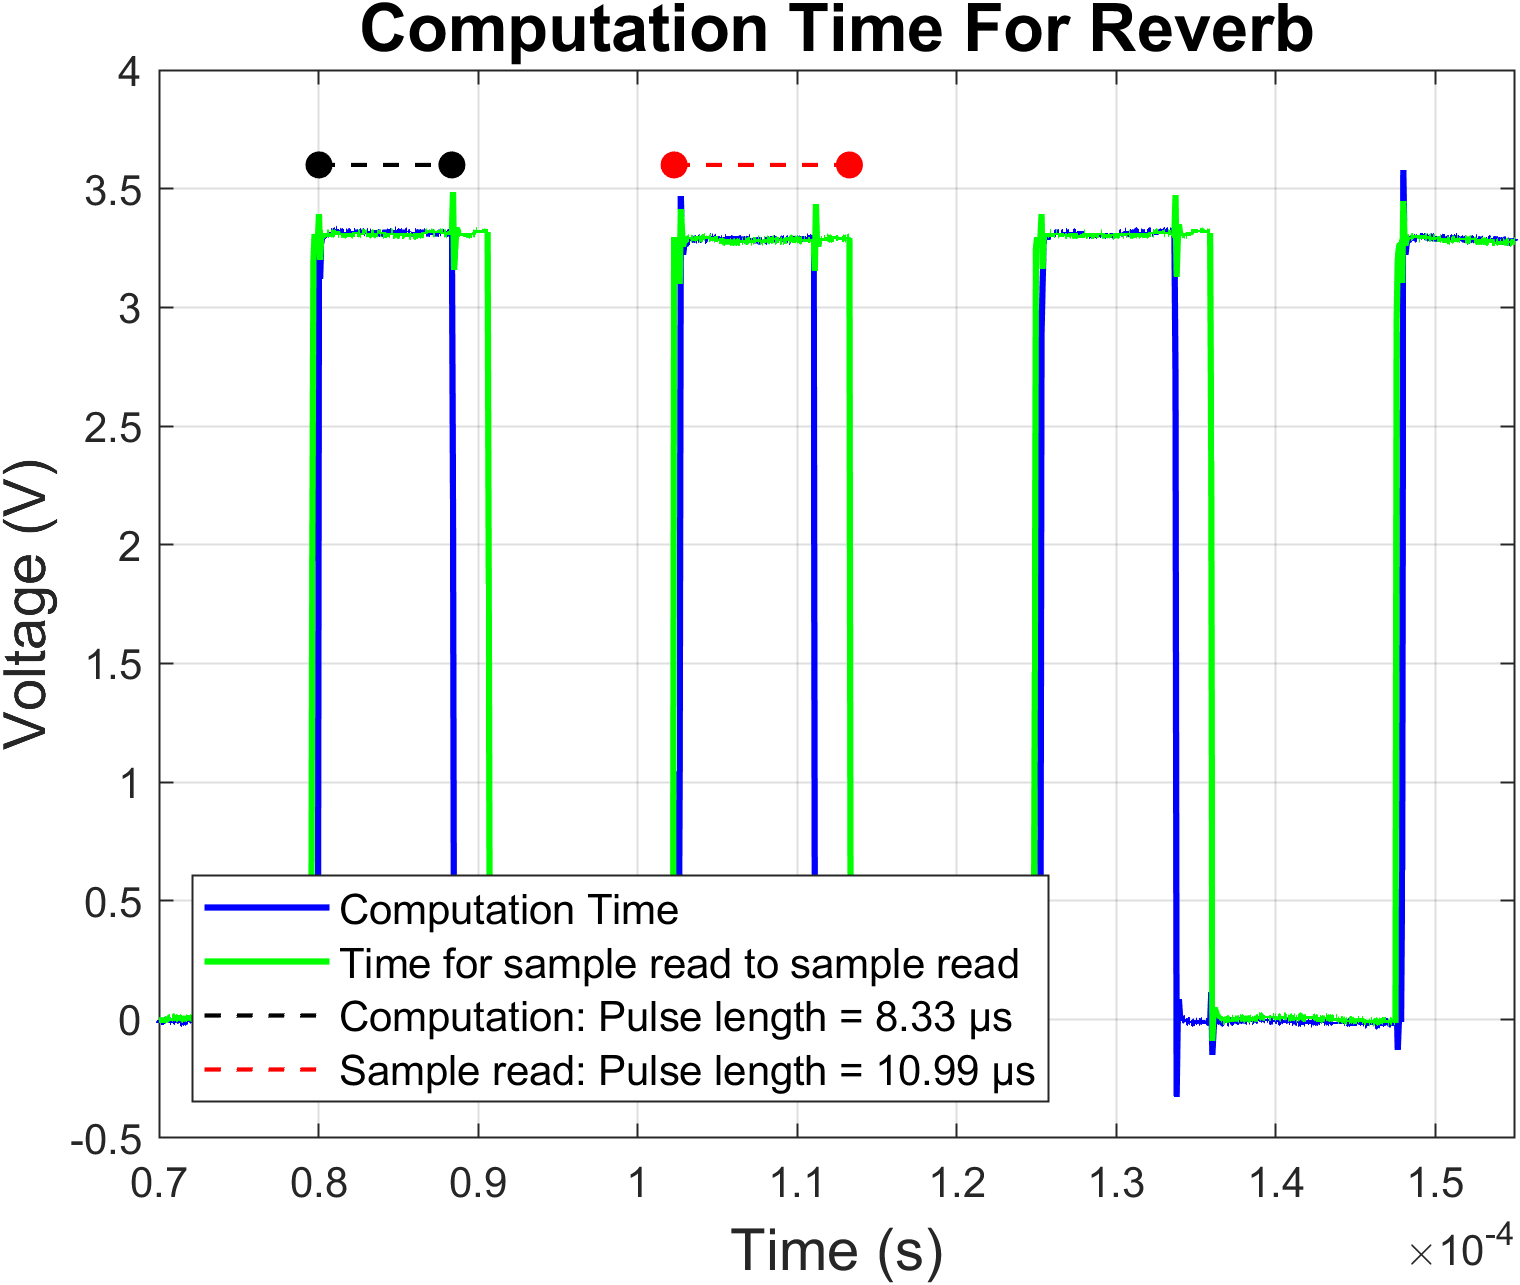 Computation Time For Reverb
4
3.5
3
2.5
2
1.5
1
0.5
0
-0.5
Voltage (V)
Computation Time
Time for sample read to sample read
Computation: Pulse length = 8.33 µs
Sample read: Pulse length = 10.99 µs
0.7 0.8 0.9 1 1.1 1.2 1.3 1.4 1.5
Time (s)
×10-4